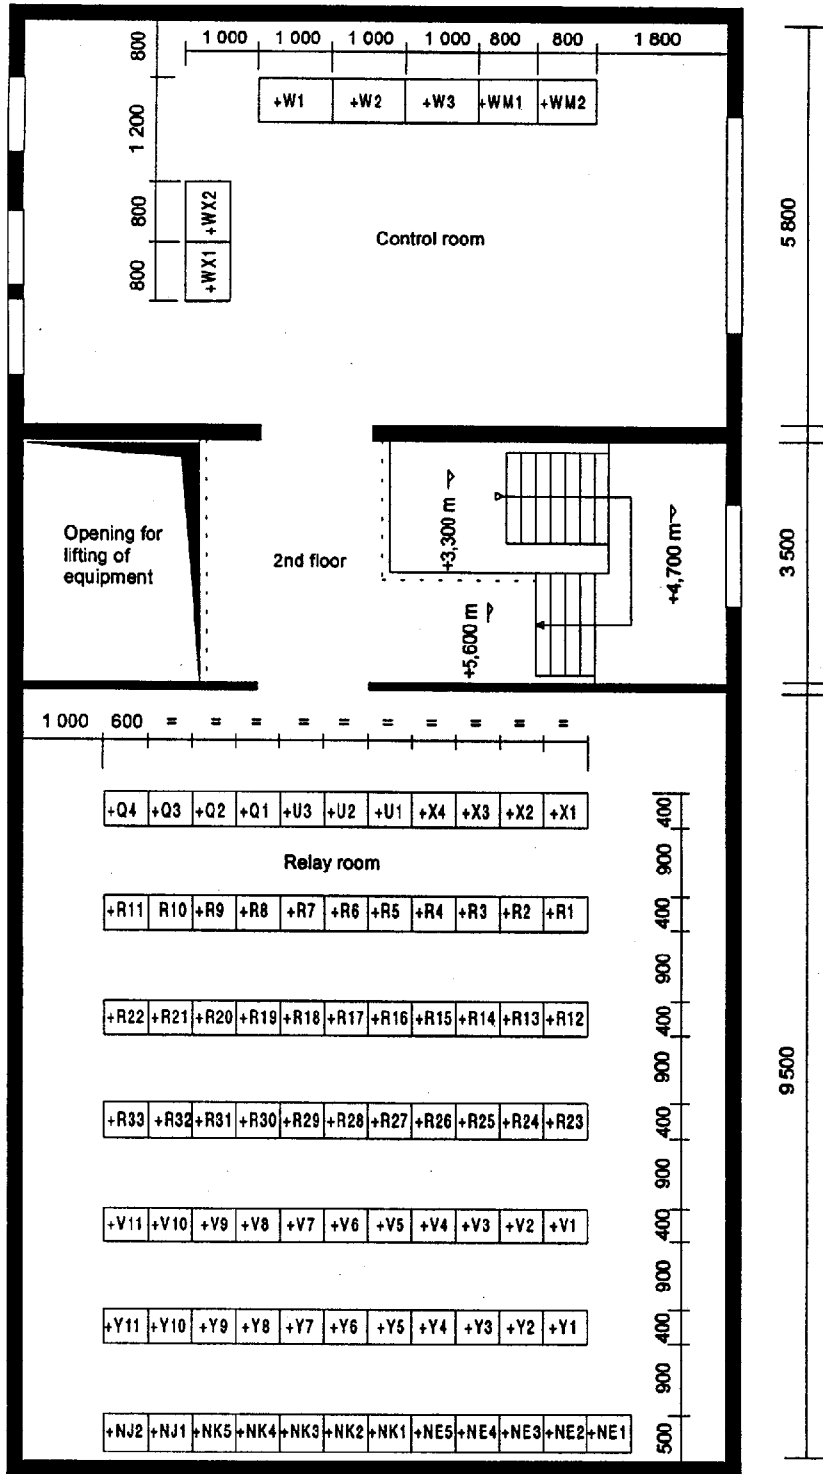 1 000 1 000 1 000 1 000 800 800 1 800
800
+W1 +W2 +W3 +WM1 +WM2
1 200
800
+WX2
5 800
Control room
800
+WX1
Opening for
lifting of
equipment
2nd floor
+3,300 m
+4,700 m
+5,600 m
3 500
1 000 600 = = = = = = = = = =
+Q4 +Q3 +Q2 +Q1 +U3 +U2 +U1 +X4 +X3 +X2 +X1
400
Relay room
900
+R11 R10 +R9 +R8 +R7 +R6 +R5 +R4 +R3 +R2 +R1
400
900
+R22 +R21 +R20 +R19 +R18 +R17 +R16 +R15 +R14 +R13 +R12
400
900
9 500
+R33 +R32 +R31 +R30 +R29 +R28 +R27 +R26 +R25 +R24 +R23
400
900
+V11 +V10 +V9 +V8 +V7 +V6 +V5 +V4 +V3 +V2 +V1
400
900
+Y11 +Y10 +Y9 +Y8 +Y7 +Y6 +Y5 +Y4 +Y3 +Y2 +Y1
400
900
+NJ2 +NJ1 +NK5 +NK4 +NK3 +NK2 +NK1 +NE5 +NE4 +NE3 +NE2 +NE1
500